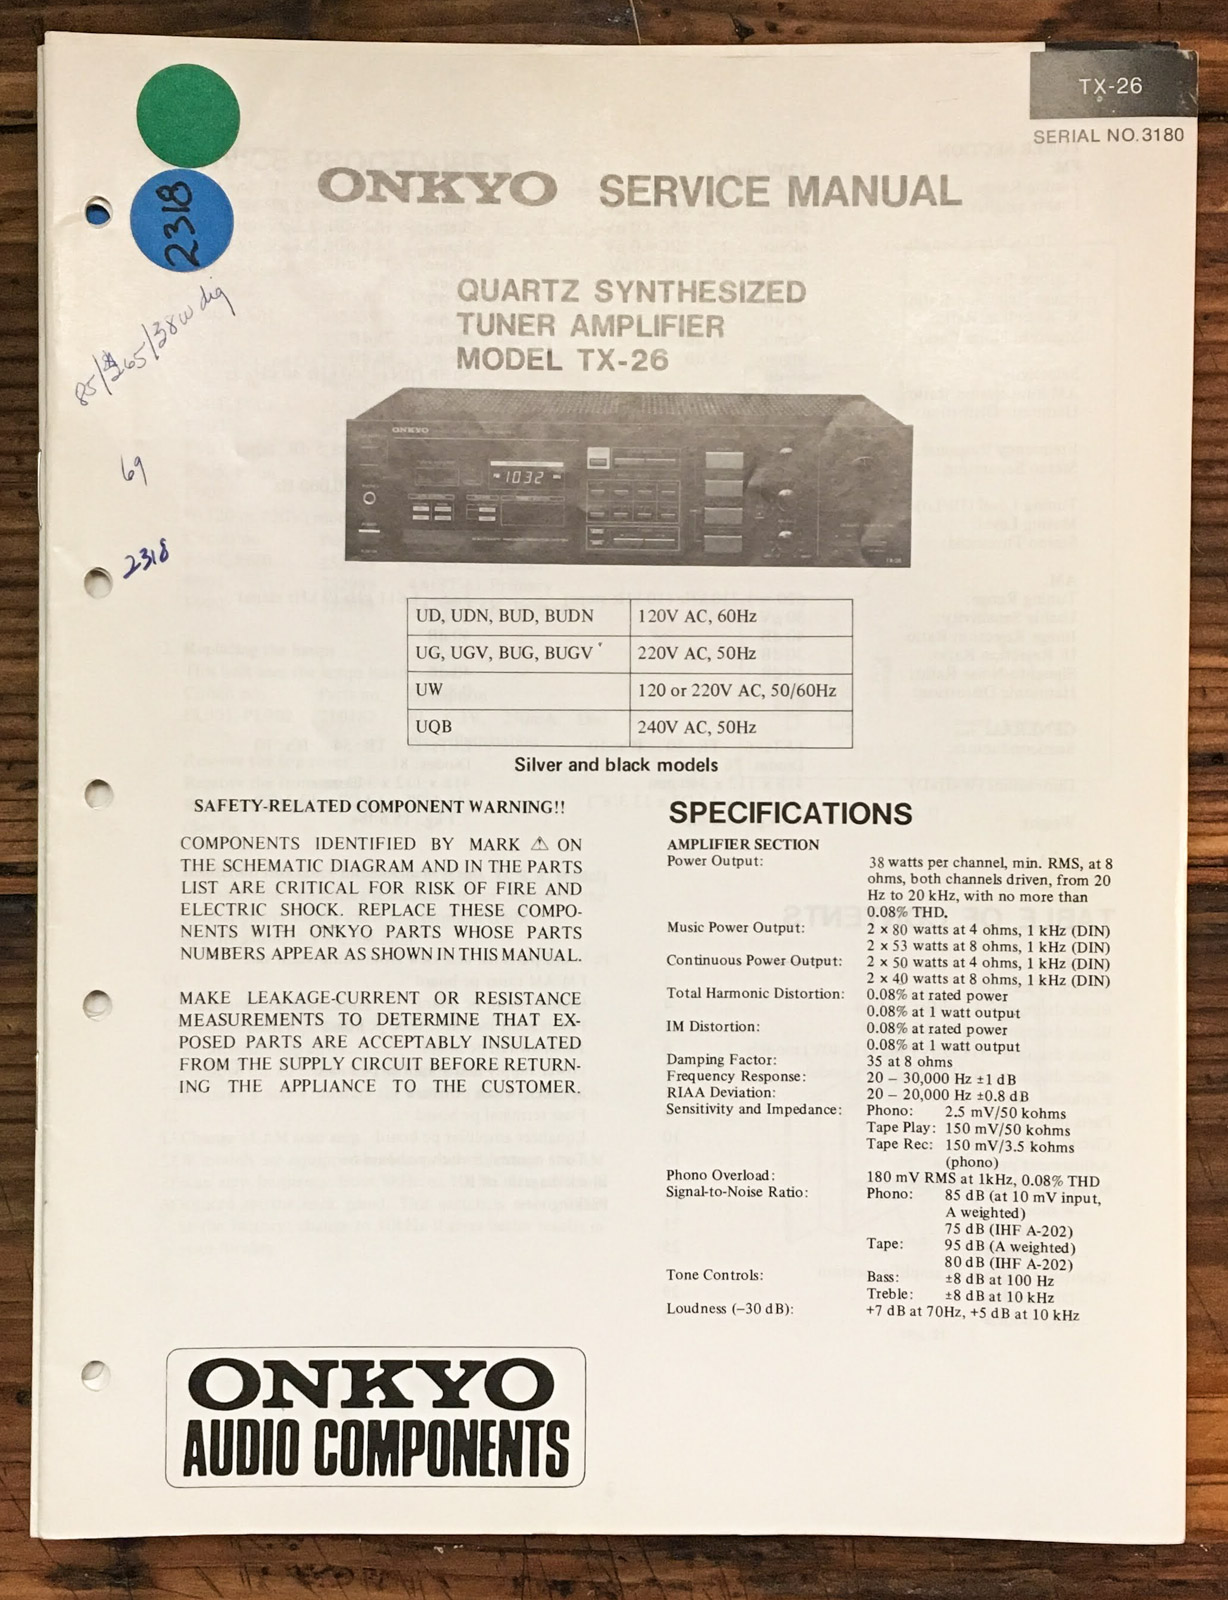 TX-26
SERIAL NO. 3180
ONKYO SERVICE MANUAL
2318
QUARTZ SYNTHESIZED
TUNER AMPLIFIER
MODEL TX-26
69
2318
ONKYO
1032
UD, UDN, BUD, BUDN 120V AC, 60Hz
UG, UGV, BUG, BUGV 220V AC, 50Hz
UW 120 or 220V AC, 50/60Hz
UQB 240V AC, 50Hz
Silver and black models
SAFETY-RELATED COMPONENT WARNING!!
COMPONENTS IDENTIFIED BY MARK ⚠ ON
THE SCHEMATIC DIAGRAM AND IN THE PARTS
LIST ARE CRITICAL FOR RISK OF FIRE AND
ELECTRIC SHOCK. REPLACE THESE COMPO-
NENTS WITH ONKYO PARTS WHOSE PARTS
NUMBERS APPEAR AS SHOWN IN THIS MANUAL.
MAKE LEAKAGE-CURRENT OR RESISTANCE
MEASUREMENTS TO DETERMINE THAT EX-
POSED PARTS ARE ACCEPTABLY INSULATED
FROM THE SUPPLY CIRCUIT BEFORE RETURN-
ING THE APPLIANCE TO THE CUSTOMER.
SPECIFICATIONS
AMPLIFIER SECTION
Power Output: 38 watts per channel, min. RMS, at 8
ohms, both channels driven, from 20
Hz to 20 kHz, with no more than
0.08% THD.
Music Power Output: 2 x 80 watts at 4 ohms, 1 kHz (DIN)
2 x 53 watts at 8 ohms, 1 kHz (DIN)
Continuous Power Output: 2 x 50 watts at 4 ohms, 1 kHz (DIN)
2 x 40 watts at 8 ohms, 1 kHz (DIN)
Total Harmonic Distortion: 0.08% at rated power
0.08% at 1 watt output
IM Distortion: 0.08% at rated power
0.08% at 1 watt output
Damping Factor: 35 at 8 ohms
Frequency Response: 20 – 30,000 Hz ±1 dB
RIAA Deviation: 20 – 20,000 Hz ±0.8 dB
Sensitivity and Impedance: Phono: 2.5 mV/50 kohms
Tape Play: 150 mV/50 kohms
Tape Rec: 150 mV/3.5 kohms
(phono)
Phono Overload: 180 mV RMS at 1kHz, 0.08% THD
Signal-to-Noise Ratio: Phono: 85 dB (at 10 mV input,
A weighted)
75 dB (IHF A-202)
Tape: 95 dB (A weighted)
80 dB (IHF A-202)
Tone Controls: Bass: ±8 dB at 100 Hz
Treble: ±8 dB at 10 kHz
Loudness (–30 dB): +7 dB at 70Hz, +5 dB at 10 kHz
ONKYO
AUDIO COMPONENTS